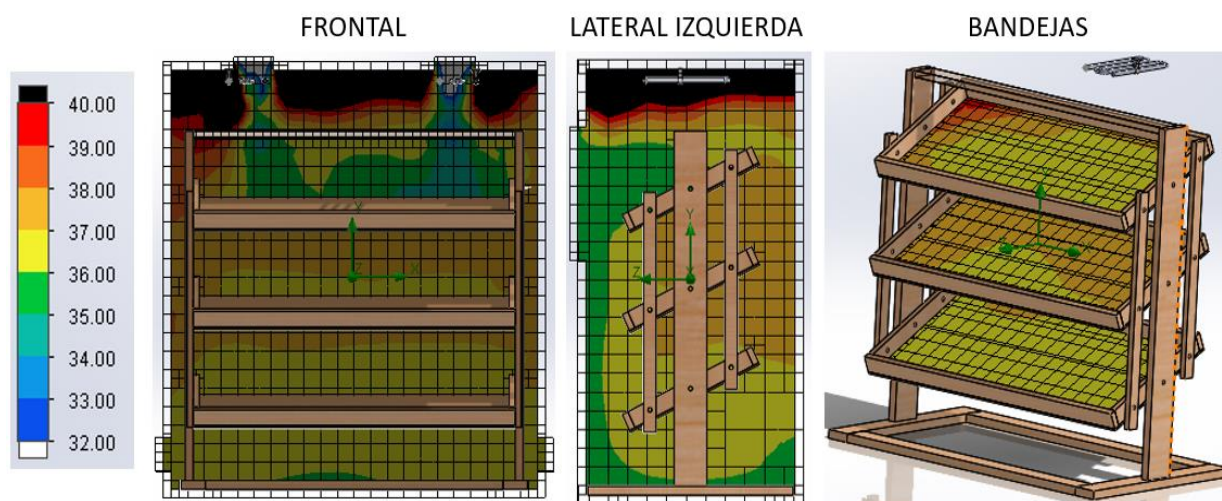 FRONTAL
LATERAL IZQUIERDA
BANDEJAS
40.00
39.00
38.00
37.00
36.00
35.00
34.00
33.00
32.00
Y
Z
X
Y
Z
X
Y